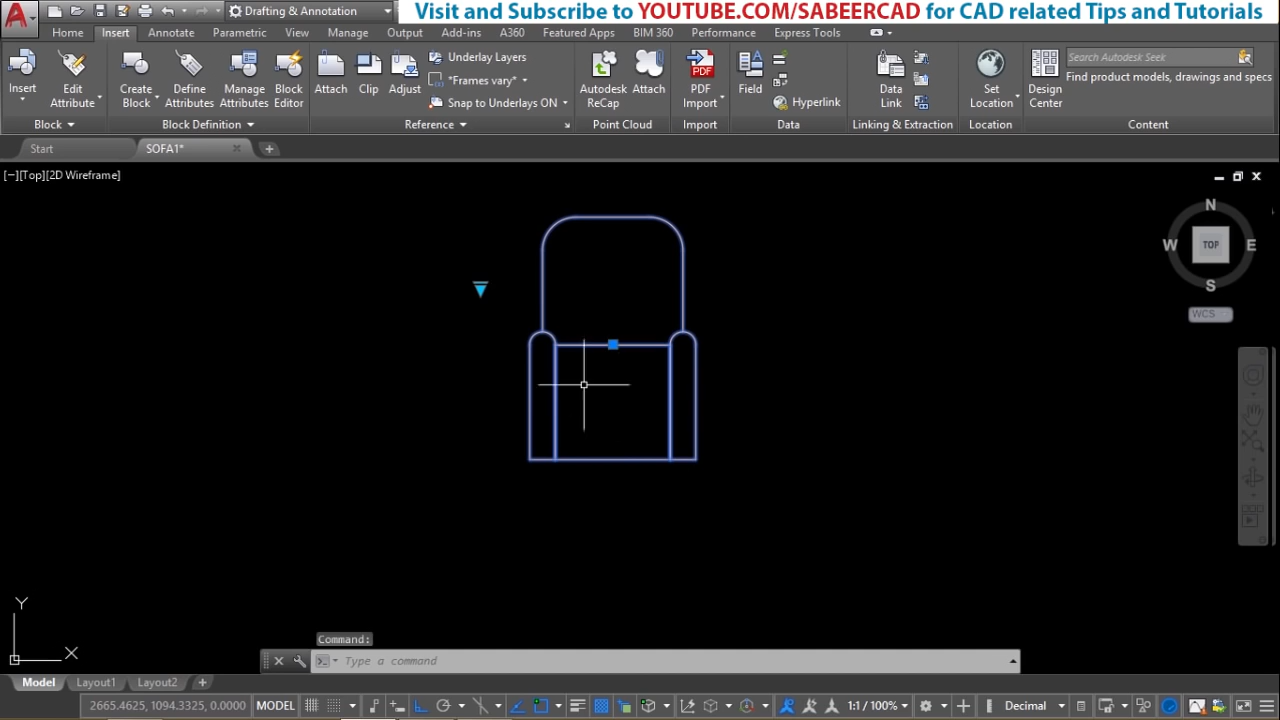 Drafting & Annotation
Visit and Subscribe to YOUTUBE.COM/SABEERCAD for CAD related Tips and Tutorials
Home Insert Annotate Parametric View Manage Output Add-ins A360 Featured Apps BIM 360 Performance Express Tools
Insert
Edit Attribute
Create Block
Define Attributes
Manage Attributes
Block Editor
Attach
Clip
Adjust
Underlay Layers
*Frames vary*
Snap to Underlays ON
Autodesk ReCap
Attach
PDF Import
PDF
Field
Hyperlink
Data Link
Set Location
Design Center
Search Autodesk Seek
Find product models, drawings and specs
Block Block Definition Reference Point Cloud Import Data Linking & Extraction Location Content
Start SOFA1*
[−][Top][2D Wireframe]
N
W TOP E
S
WCS
Y
X
Command:
Type a command
Model Layout1 Layout2
2665.4625, 1094.3325, 0.0000 MODEL 1:1 / 100% Decimal